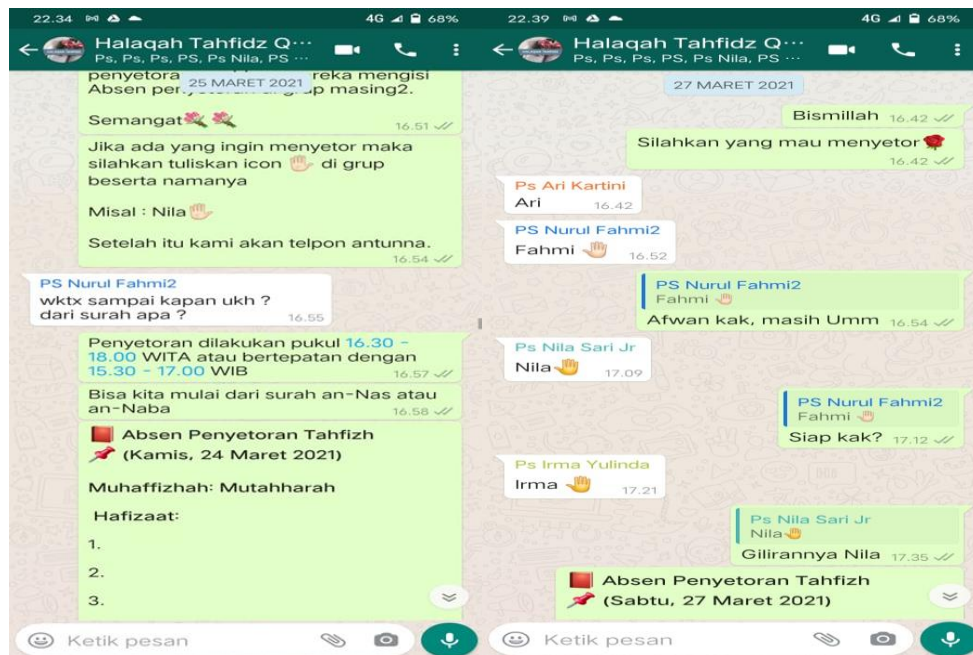 22.34
4G 68%
Halaqah Tahfidz Q...
Ps, Ps, Ps, PS, Ps Nila, PS ...
penyetora reka mengisi
25 MARET 2021
Absen per masing2.
Semangat💐💐
16.51
Jika ada yang ingin menyetor maka
silahkan tuliskan icon 🖐🏻 di grup
beserta namanya
Misal : Nila🖐🏻
Setelah itu kami akan telpon antunna.
16.54
PS Nurul Fahmi2
wktx sampai kapan ukh ?
dari surah apa ?
16.55
Penyetoran dilakukan pukul 16.30 -
18.00 WITA atau bertepatan dengan
15.30 - 17.00 WIB
16.57
Bisa kita mulai dari surah an-Nas atau
an-Naba
16.58
📕 Absen Penyetoran Tahfizh
📌 (Kamis, 24 Maret 2021)
Muhaffizhah: Mutahharah
Hafizaat:
1.
2.
3.
Ketik pesan
22.39
4G 68%
Halaqah Tahfidz Q...
Ps, Ps, Ps, PS, Ps Nila, PS ...
27 MARET 2021
Bismillah 16.42
Silahkan yang mau menyetor🌹
16.42
Ps Ari Kartini
Ari 16.42
PS Nurul Fahmi2
Fahmi 🤚🏻 16.52
PS Nurul Fahmi2
Fahmi 🤚🏻
Afwan kak, masih Umm 16.54
Ps Nila Sari Jr
Nila🤚 17.09
PS Nurul Fahmi2
Fahmi 🤚🏻
Siap kak? 17.12
Ps Irma Yulinda
Irma 🤚 17.21
Ps Nila Sari Jr
Nila🤚
Gilirannya Nila 17.35
📕 Absen Penyetoran Tahfizh
📌 (Sabtu, 27 Maret 2021)
Ketik pesan